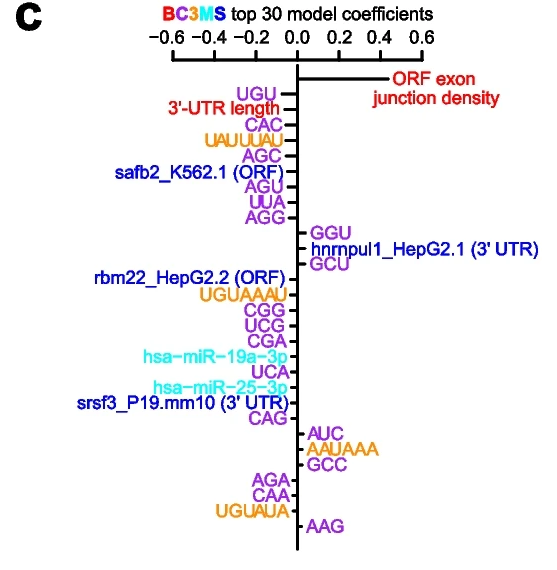 C
BC3MS top 30 model coefficients
−0.6 −0.4 −0.2 0.0 0.2 0.4 0.6
ORF exon
junction density
UGU
3'-UTR length
CAC
UAUUUAU
AGC
safb2_K562.1 (ORF)
AGU
UUA
AGG
GGU
hnrnpul1_HepG2.1 (3' UTR)
GCU
rbm22_HepG2.2 (ORF)
UGUAAAU
CGG
UCG
CGA
hsa−miR−19a−3p
UCA
hsa−miR−25−3p
srsf3_P19.mm10 (3' UTR)
CAG
AUC
AAUAAA
GCC
AGA
CAA
UGUAUA
AAG